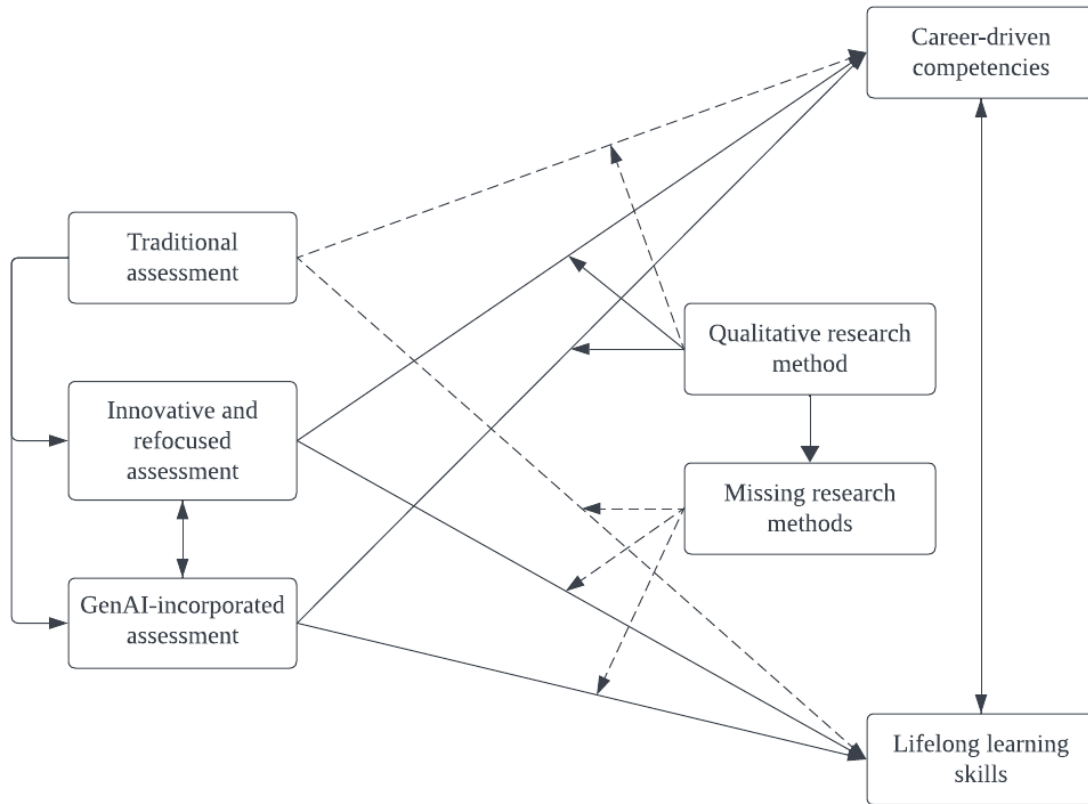 Career-driven
competencies
Traditional
assessment
Qualitative research
method
Innovative and
refocused
assessment
Missing research
methods
GenAI-incorporated
assessment
Lifelong learning
skills